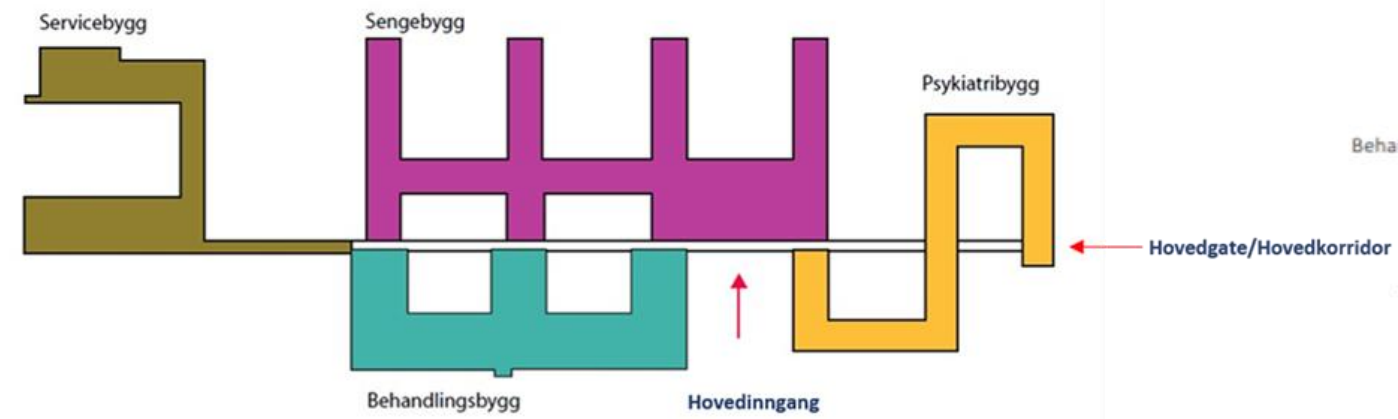 Servicebygg
Sengebygg
Psykiatribygg
Beha
Hovedgate/Hovedkorridor
Behandlingsbygg
Hovedinngang